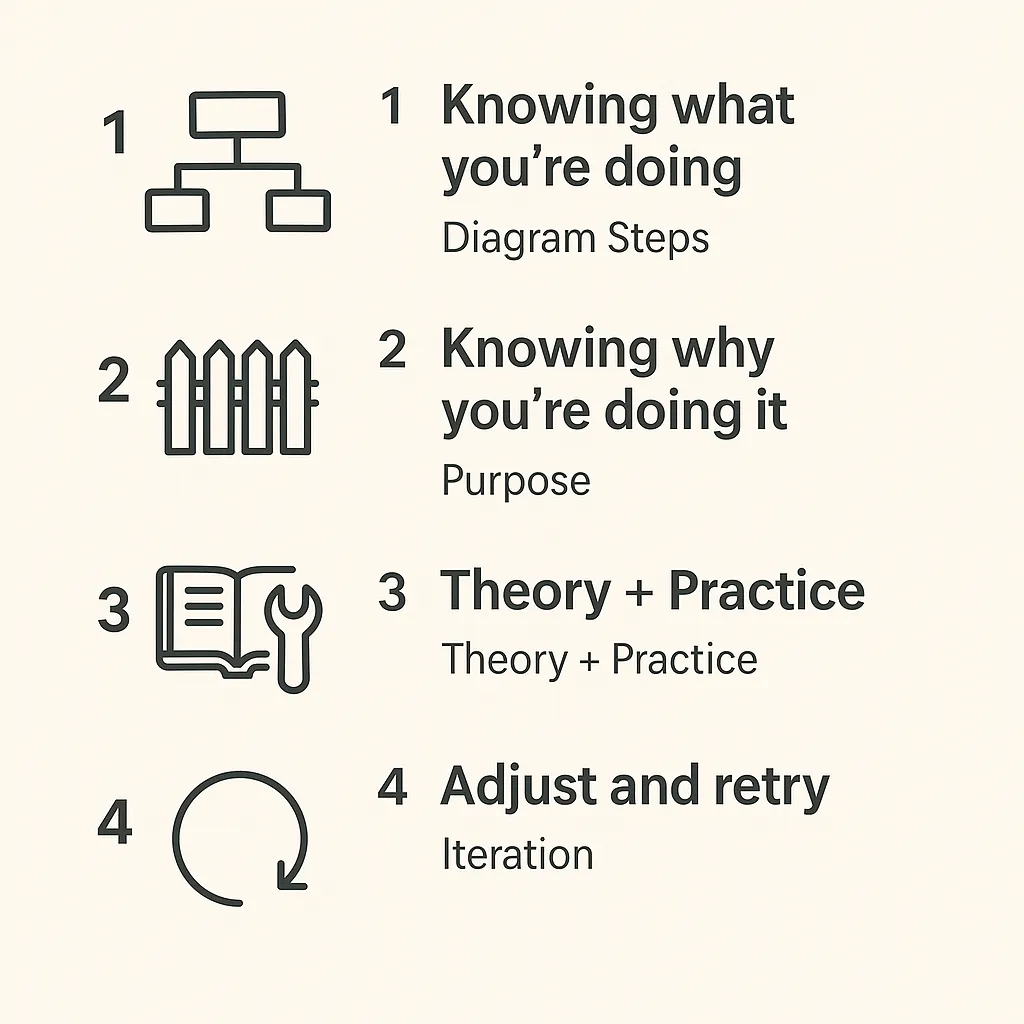 1
1 Knowing what
you’re doing
Diagram Steps
2
2 Knowing why
you’re doing it
Purpose
3
3 Theory + Practice
Theory + Practice
4
4 Adjust and retry
Iteration